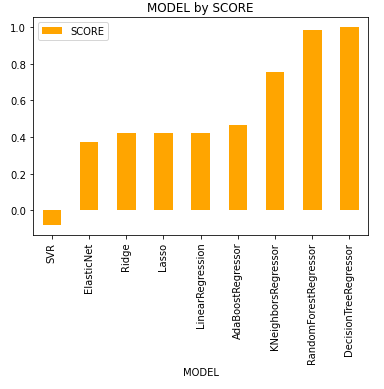 MODEL by SCORE
SCORE
1.0
0.8
0.6
0.4
0.2
0.0
SVR
ElasticNet
Ridge
Lasso
LinearRegression
AdaBoostRegressor
KNeighborsRegressor
RandomForestRegressor
DecisionTreeRegressor
MODEL